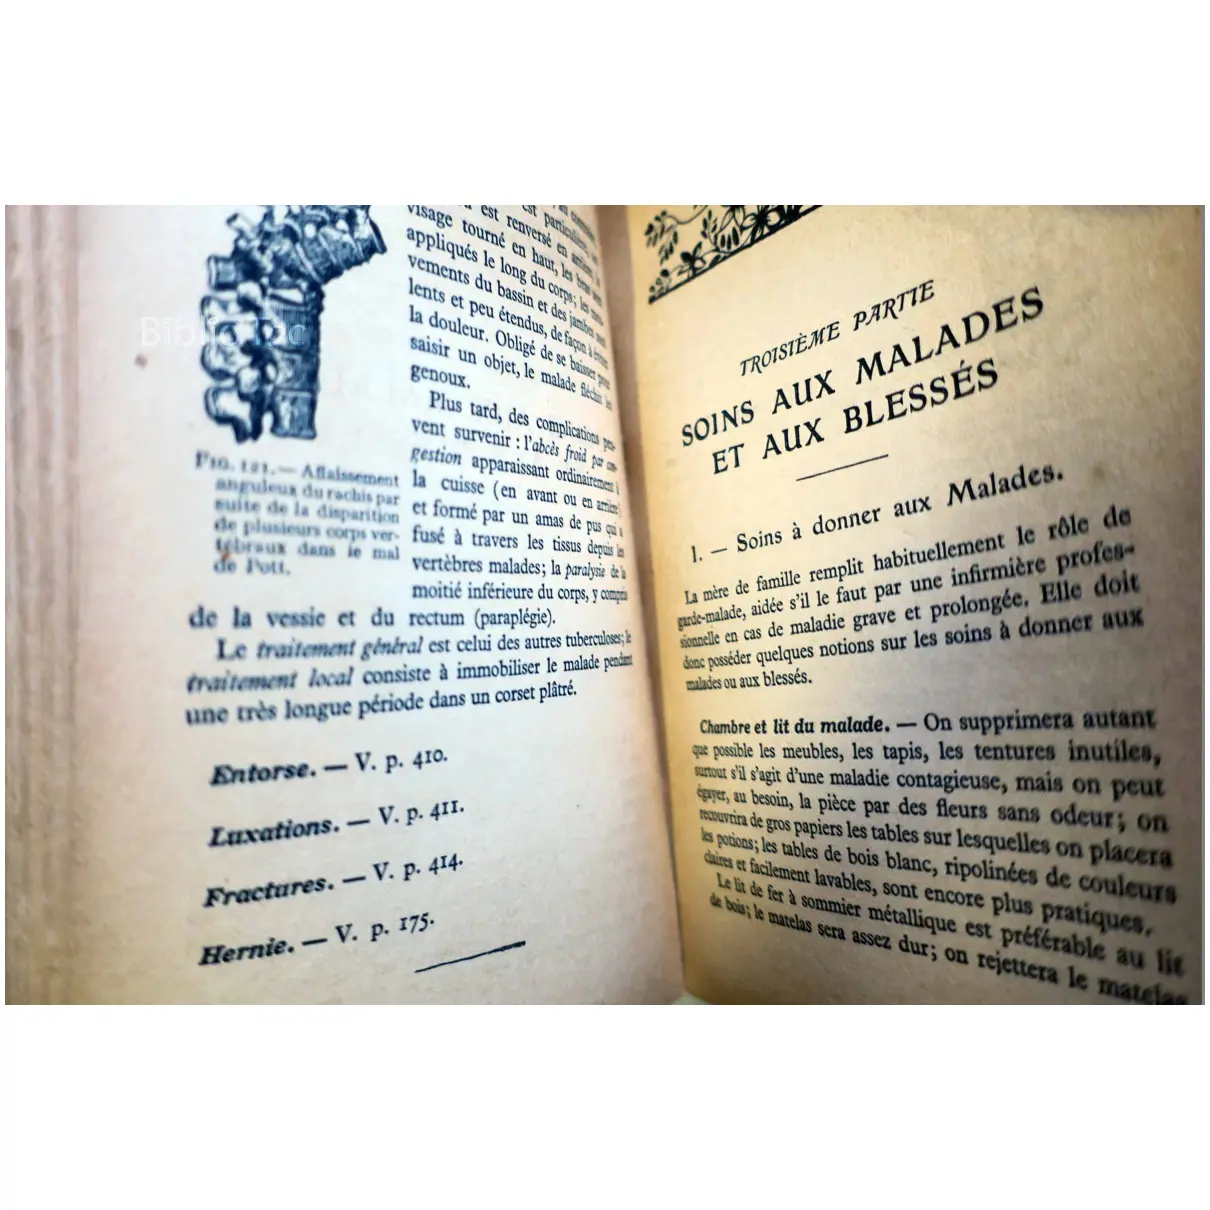 est particulière, 
est renversé en arrière, le
visage tourné en haut, les bras sont
appliqués le long du corps; les mou-
vements du bassin et des jambes sont
lents et peu étendus, de façon à éviter
la douleur. Obligé de se baisser pour
saisir un objet, le malade fléchit les
genoux.
Plus tard, des complications peu-
vent survenir : l'abcès froid par con-
gestion apparaissant ordinairement à
la cuisse (en avant ou en arrière)
et formé par un amas de pus qui a
fusé à travers les tissus depuis les
vertèbres malades; la paralysie de la
moitié inférieure du corps, y compris
BiblioTac
FIG. 121. — Affaissement
anguleux du rachis par
suite de la disparition
de plusieurs corps ver-
tébraux dans le mal
de Pott.
de la vessie et du rectum (paraplégie).
Le traitement général est celui des autres tuberculoses; le
traitement local consiste à immobiliser le malade pendant
une très longue période dans un corset plâtré.
Entorse. — V. p. 410.
Luxations. — V. p. 411.
Fractures. — V. p. 414.
Hernie. — V. p. 175.
TROISIÈME PARTIE
SOINS AUX MALADES
ET AUX BLESSÉS
I. — Soins à donner aux Malades.
La mère de famille remplit habituellement le rôle de
garde-malade, aidée s'il le faut par une infirmière profes-
sionnelle en cas de maladie grave et prolongée. Elle doit
donc posséder quelques notions sur les soins à donner aux
malades ou aux blessés.
Chambre et lit du malade. — On supprimera autant
que possible les meubles, les tapis, les tentures inutiles,
surtout s'il s'agit d'une maladie contagieuse, mais on peut
égayer, au besoin, la pièce par des fleurs sans odeur; on
recouvrira de gros papiers les tables sur lesquelles on placera
les potions; les tables de bois blanc, ripolinées de couleurs
claires et facilement lavables, sont encore plus pratiques.
Le lit de fer à sommier métallique est préférable au lit
de bois; le matelas sera assez dur; on rejettera le matelas